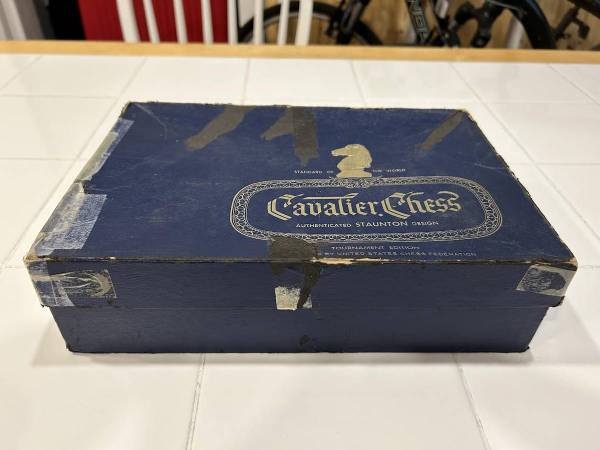 STANDARD OF THE WORLD
Cavalier Chess
AUTHENTICATED STAUNTON DESIGN
TOURNAMENT EDITION
BY UNITED STATES CHESS FEDERATION